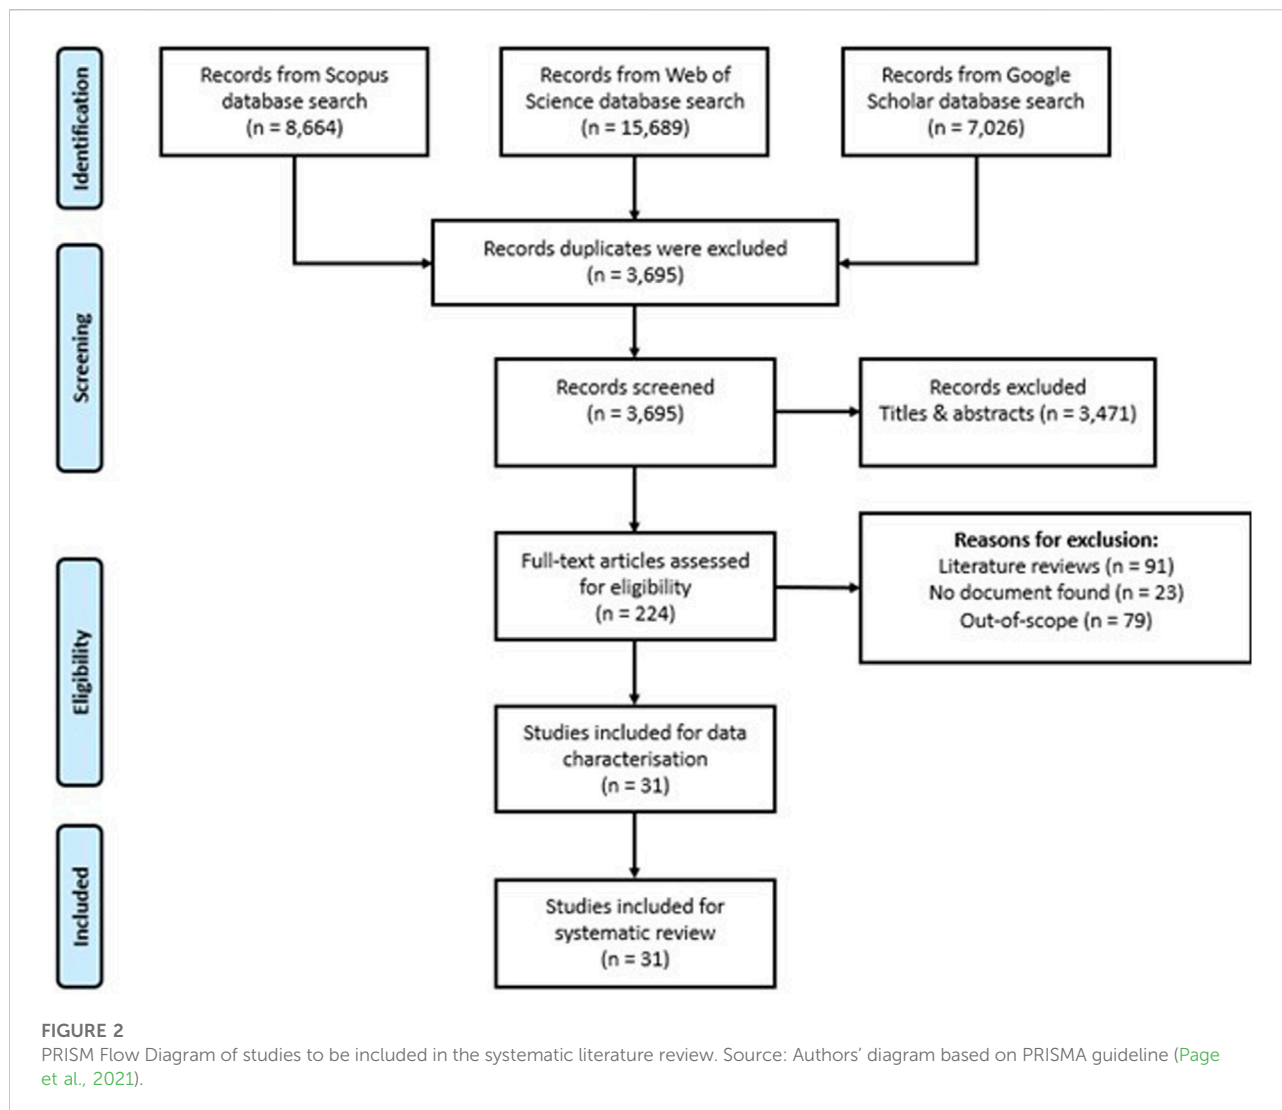 Identification
Records from Scopus
database search
(n = 8,664)
Records from Web of
Science database search
(n = 15,689)
Records from Google
Scholar database search
(n = 7,026)
Screening
Records duplicates were excluded
(n = 3,695)
Records screened
(n = 3,695)
Records excluded
Titles & abstracts (n = 3,471)
Eligibility
Full-text articles assessed
for eligibility
(n = 224)
Reasons for exclusion:
Literature reviews (n = 91)
No document found (n = 23)
Out-of-scope (n = 79)
Studies included for data
characterisation
(n = 31)
Included
Studies included for
systematic review
(n = 31)
FIGURE 2
PRISM Flow Diagram of studies to be included in the systematic literature review. Source: Authors’ diagram based on PRISMA guideline (Page
et al., 2021).